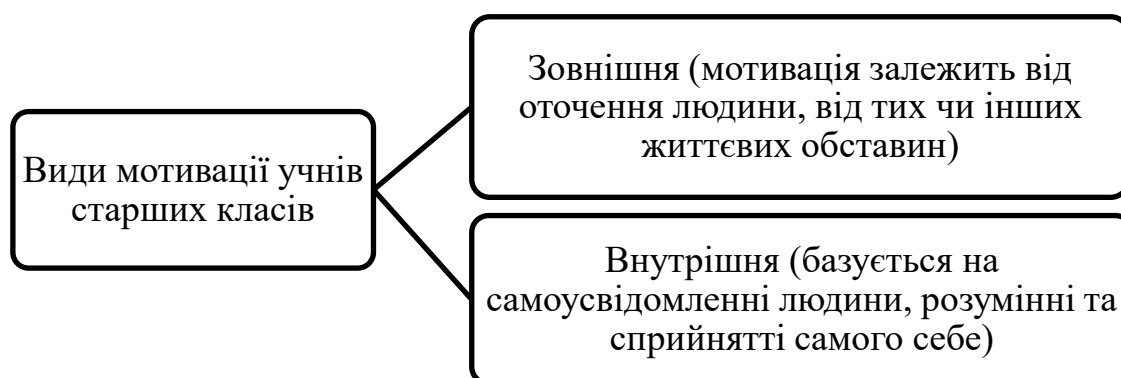 Види мотивації учнів
старших класів
Зовнішня (мотивація залежить від
оточення людини, від тих чи інших
життєвих обставин)
Внутрішня (базується на
самоусвідомленні людини, розумінні та
сприйнятті самого себе)